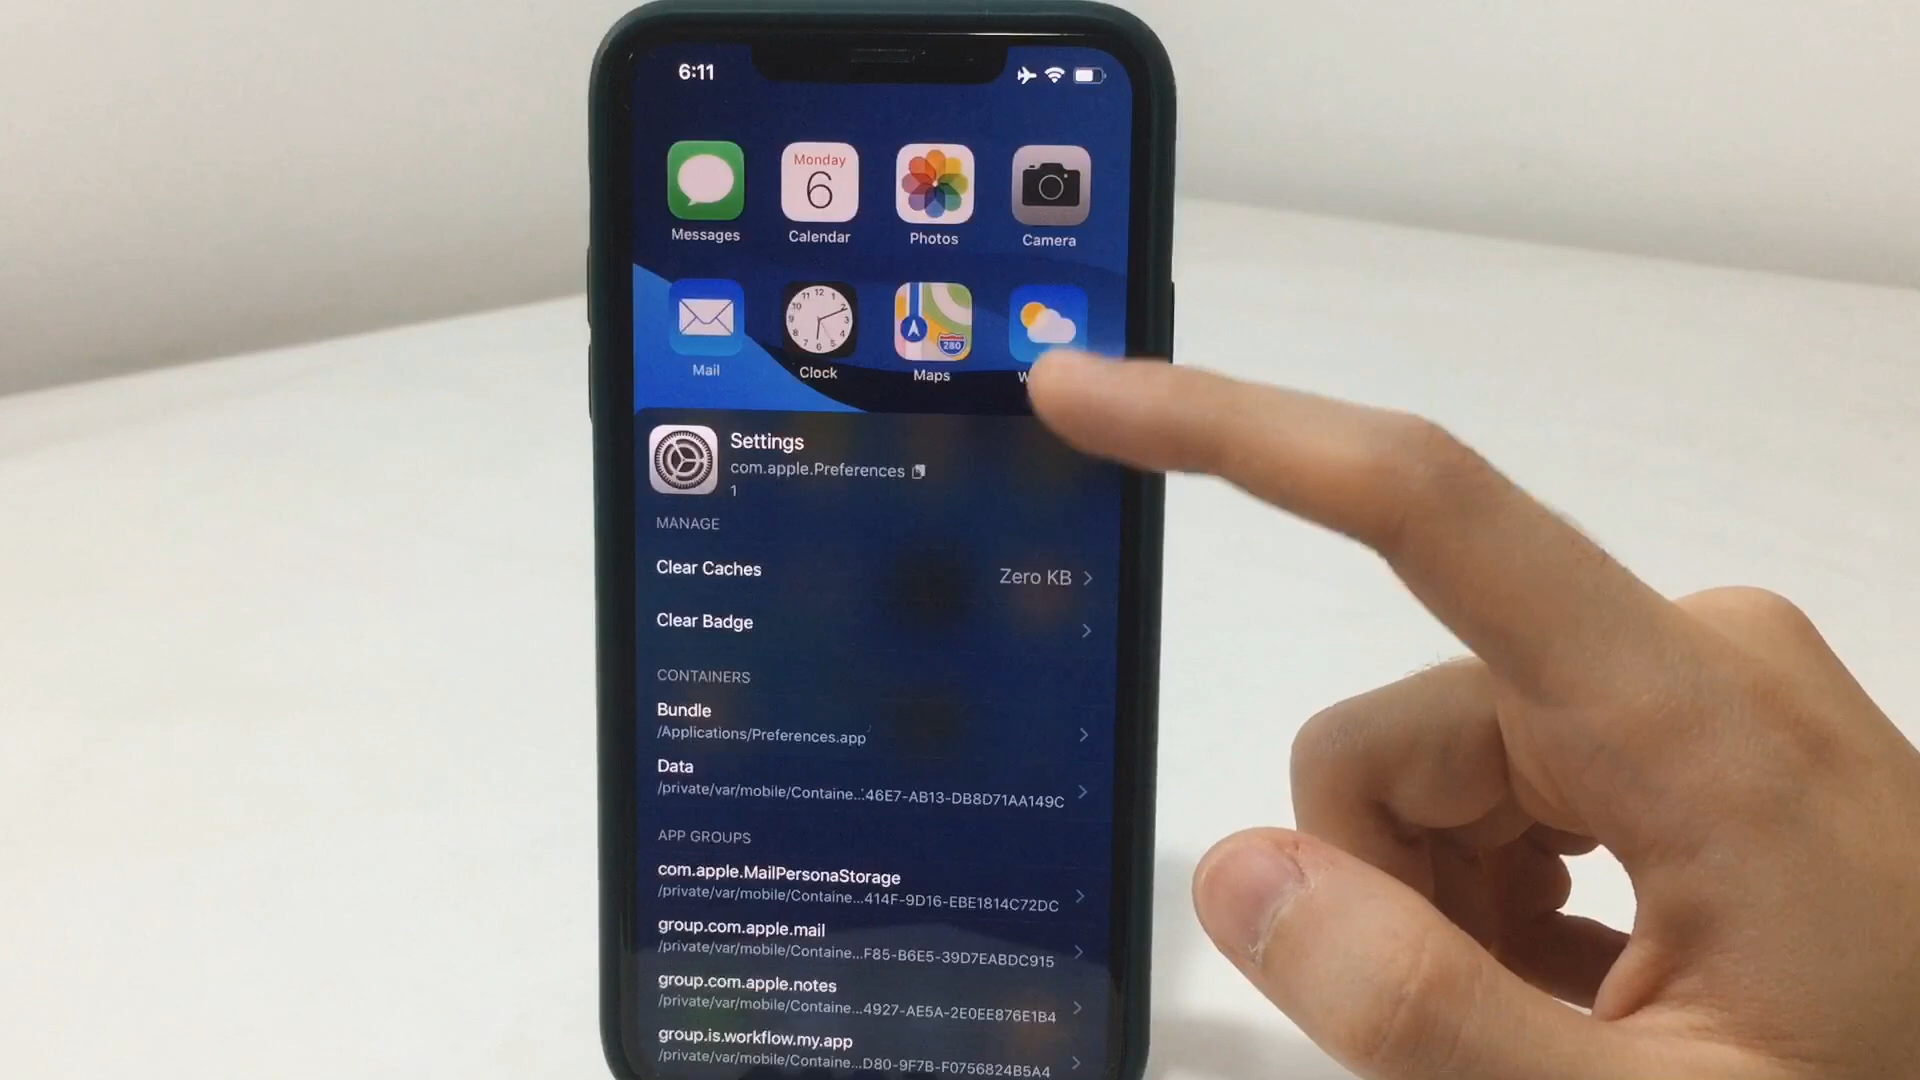 6:11
Monday
6
Messages
Calendar
Photos
Camera
280
Mail
Clock
Maps
Settings
com.apple.Preferences
1
MANAGE
Clear Caches
Zero KB
Clear Badge
CONTAINERS
Bundle
/Applications/Preferences.app
Data
/private/var/mobile/Containe...46E7-AB13-DB8D71AA149C
APP GROUPS
com.apple.MailPersonaStorage
/private/var/mobile/Containe...414F-9D16-EBE1814C72DC
group.com.apple.mail
/private/var/mobile/Containe...F85-B6E5-39D7EABDC915
group.com.apple.notes
/private/var/mobile/Containe...4927-AE5A-2E0EE876E1B4
group.is.workflow.my.app
/private/var/mobile/Containe...D80-9F7B-F0756824B5A4